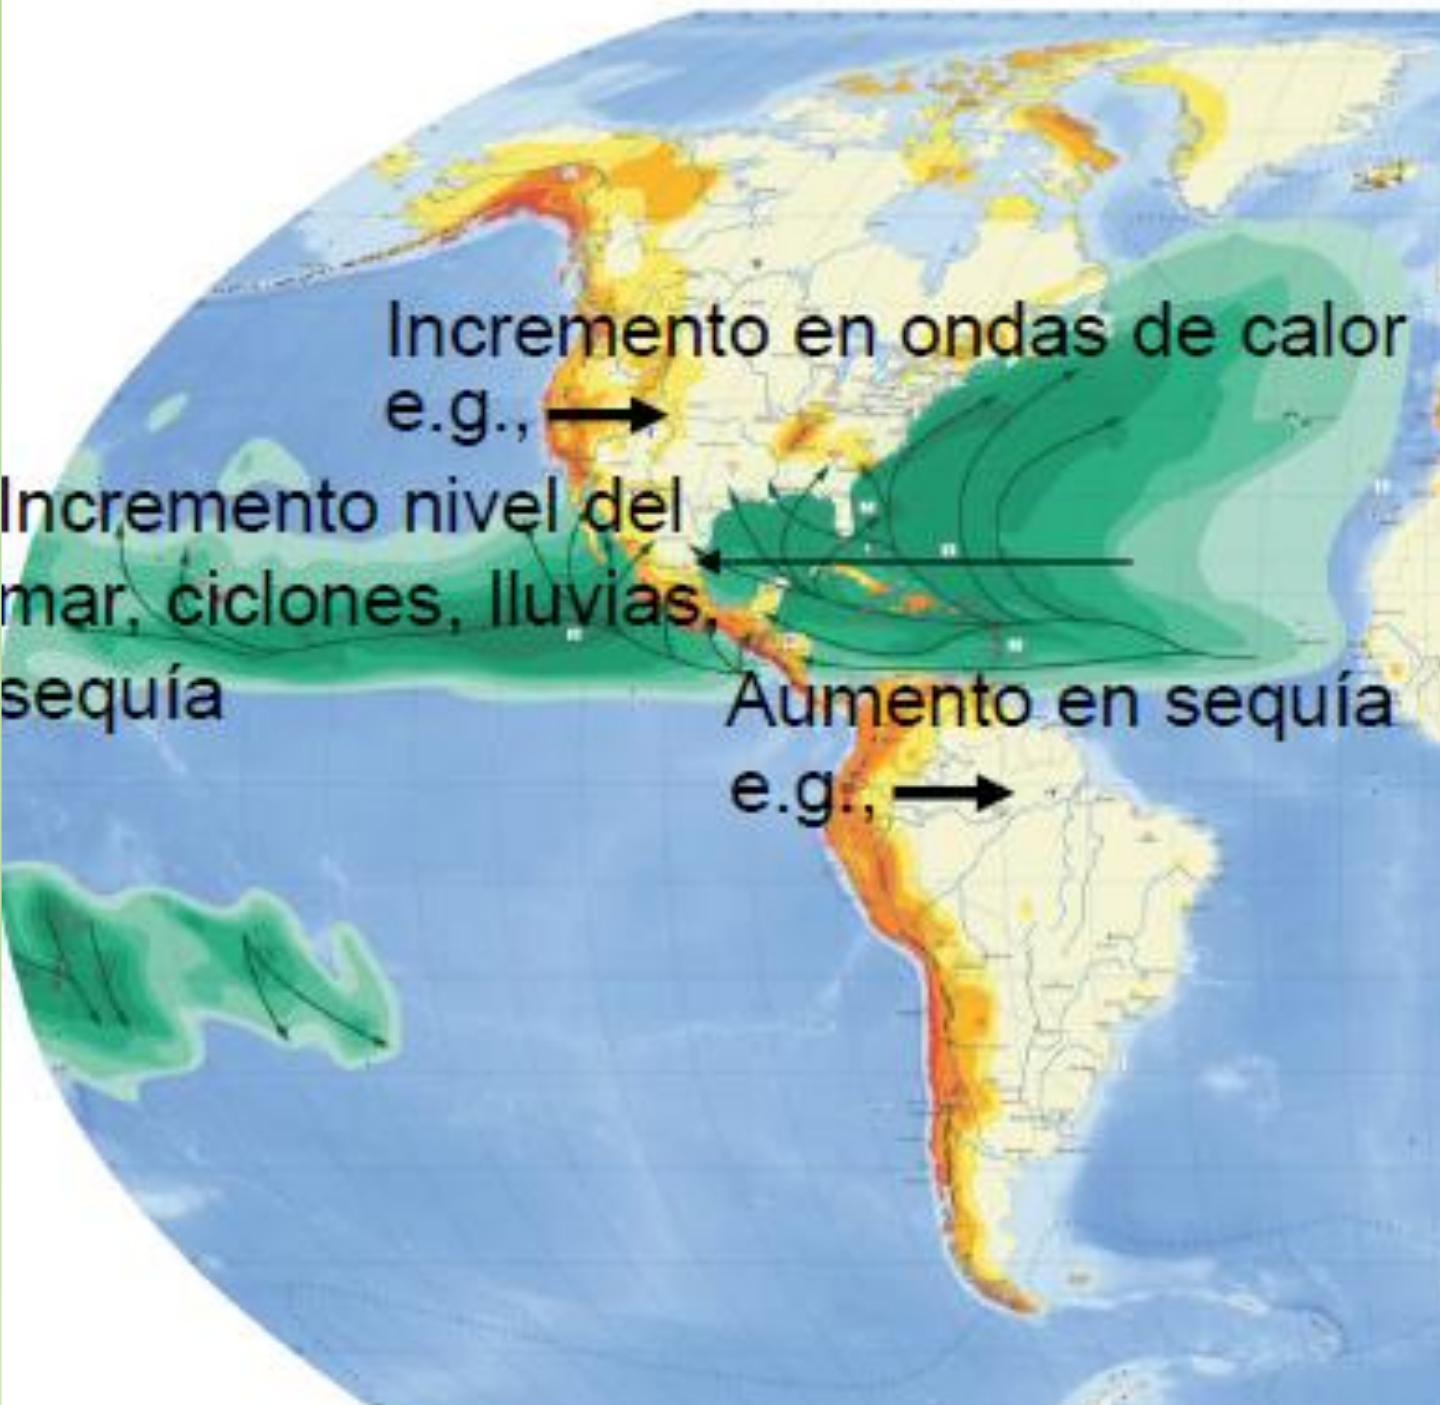 Incremento en ondas de calor
e.g.,
Incremento nivel del
mar, ciclones, lluvias,
sequía
Aumento en sequía
e.g.,